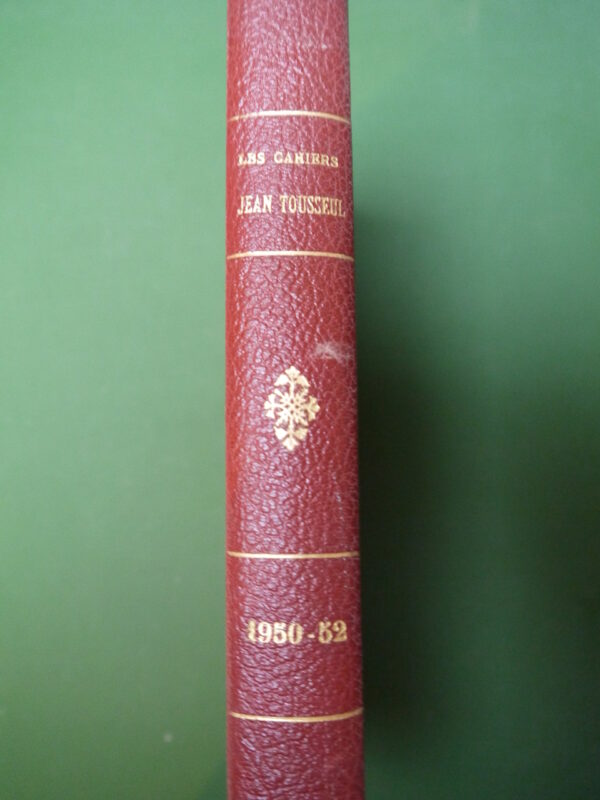 LES CAHIERS
JEAN TOUSSEUL
1950-52